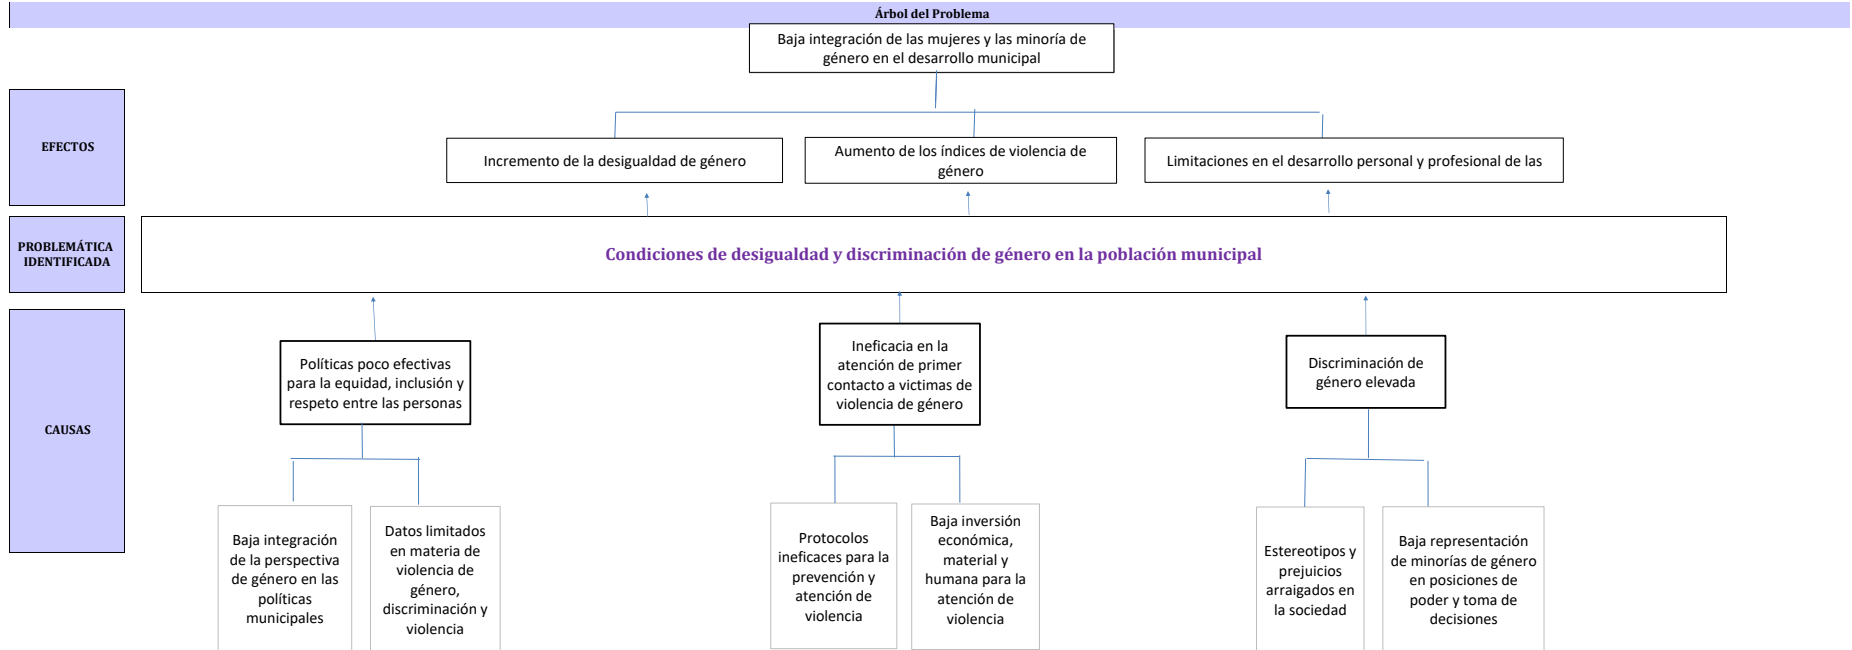 Árbol del Problema
Baja integración de las mujeres y las minoría de
género en el desarrollo municipal
EFECTOS
Incremento de la desigualdad de género
Aumento de los índices de violencia de
género
Limitaciones en el desarrollo personal y profesional de las
PROBLEMÁTICA
IDENTIFICADA
Condiciones de desigualdad y discriminación de género en la población municipal
CAUSAS
Políticas poco efectivas
para la equidad, inclusión y
respeto entre las personas
Ineficacia en la
atención de primer
contacto a victimas de
violencia de género
Discriminación de
género elevada
Baja integración
de la perspectiva
de género en las
políticas
municipales
Datos limitados
en materia de
violencia de
género,
discriminación y
violencia
Protocolos
ineficaces para la
prevención y
atención de
violencia
Baja inversión
económica,
material y
humana para la
atención de
violencia
Estereotipos y
prejuicios
arraigados en
la sociedad
Baja representación
de minorías de género
en posiciones de
poder y toma de
decisiones